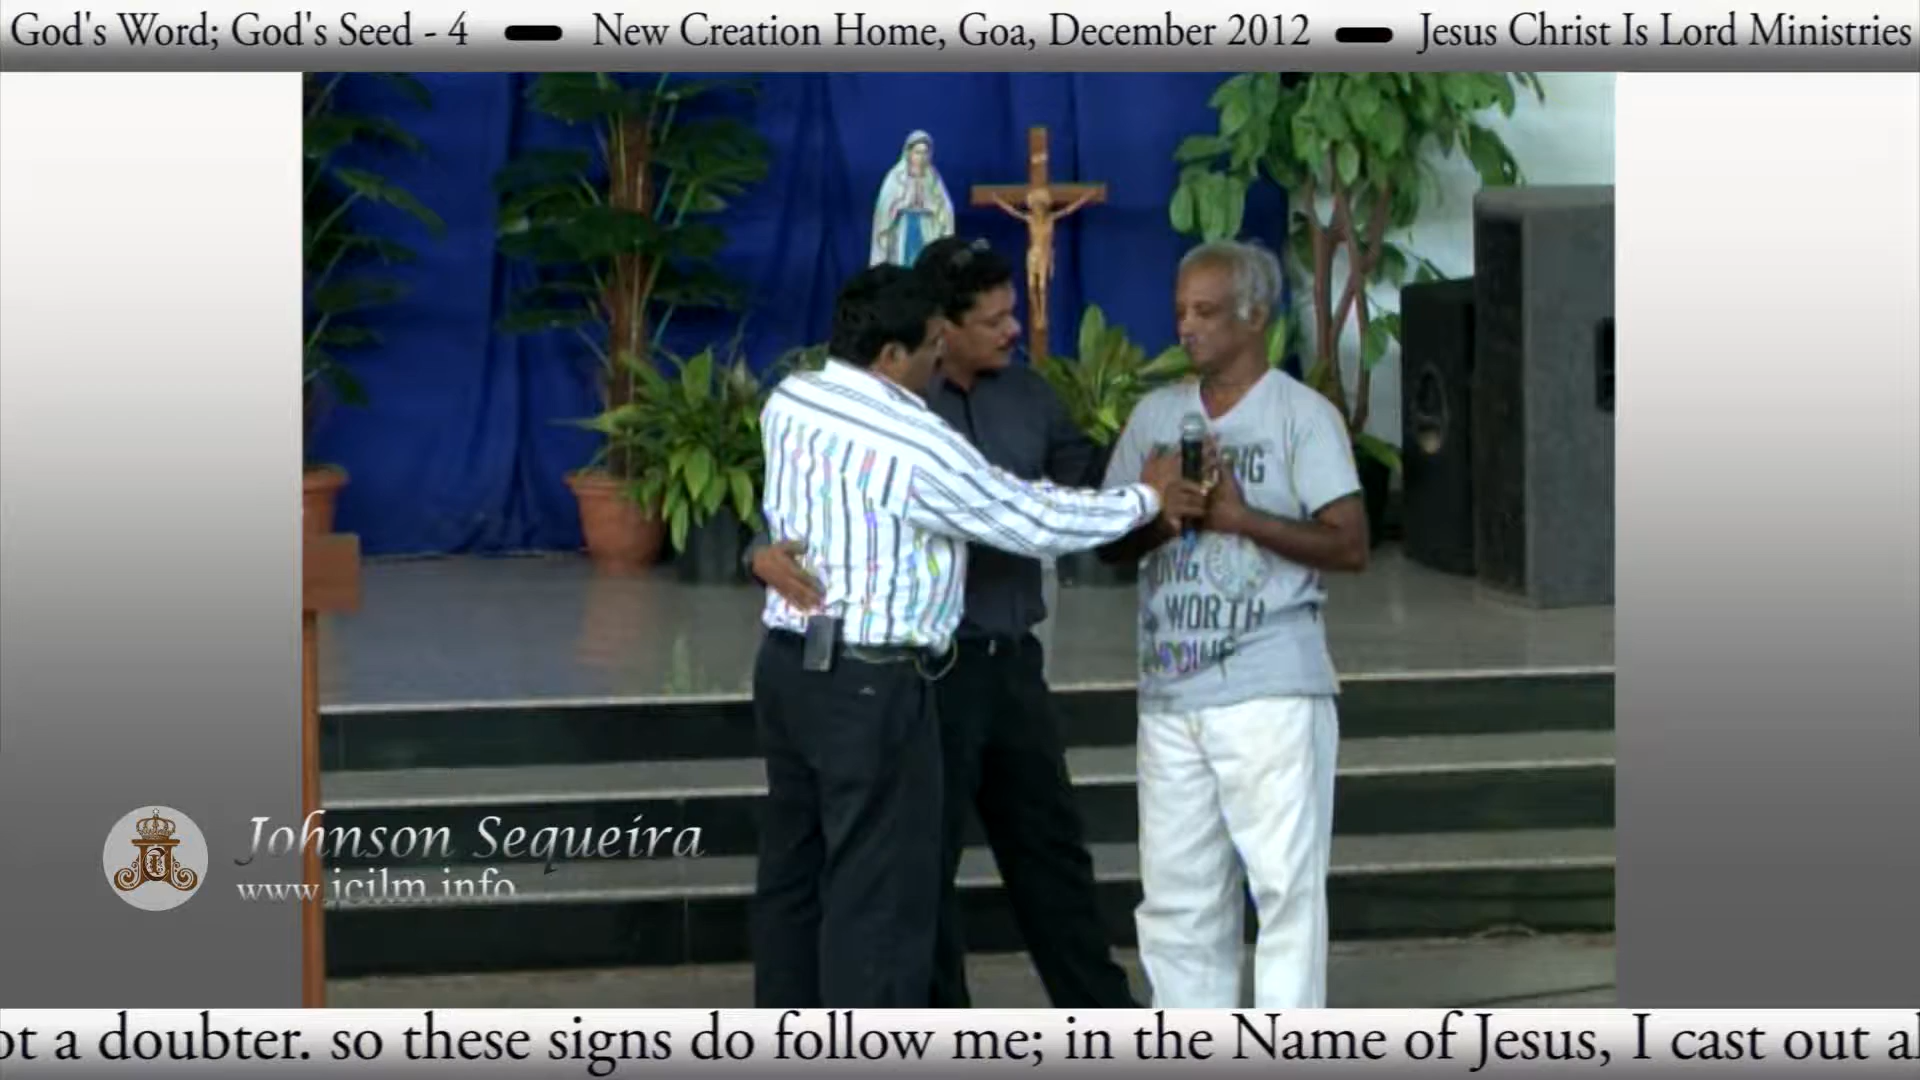 God's Word; God's Seed - 4 — New Creation Home, Goa, December 2012 — Jesus Christ Is Lord Ministries
WORTH
Johnson Sequeira
www.jcilm.info
ot a doubter. so these signs do follow me; in the Name of Jesus, I cast out al